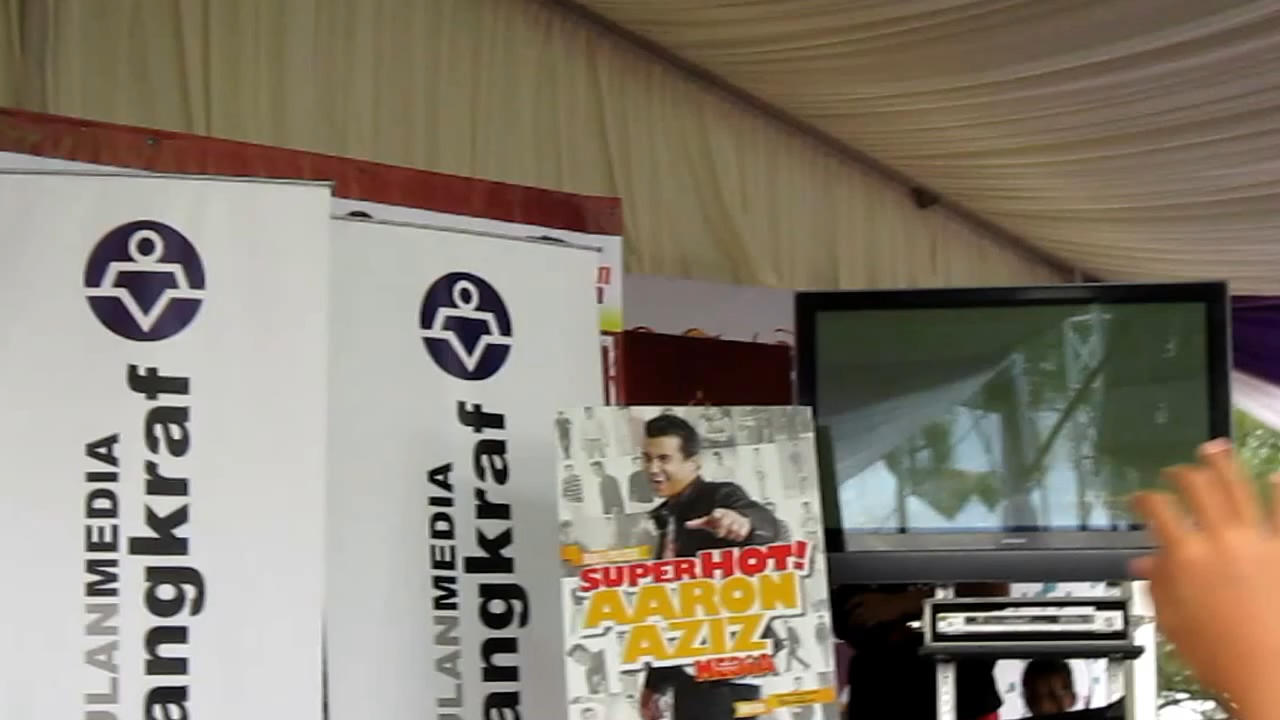 ULANMEDIA
angkraf
ULANMEDIA
angkraf
SUPERHOT!
AARON
AZIZ